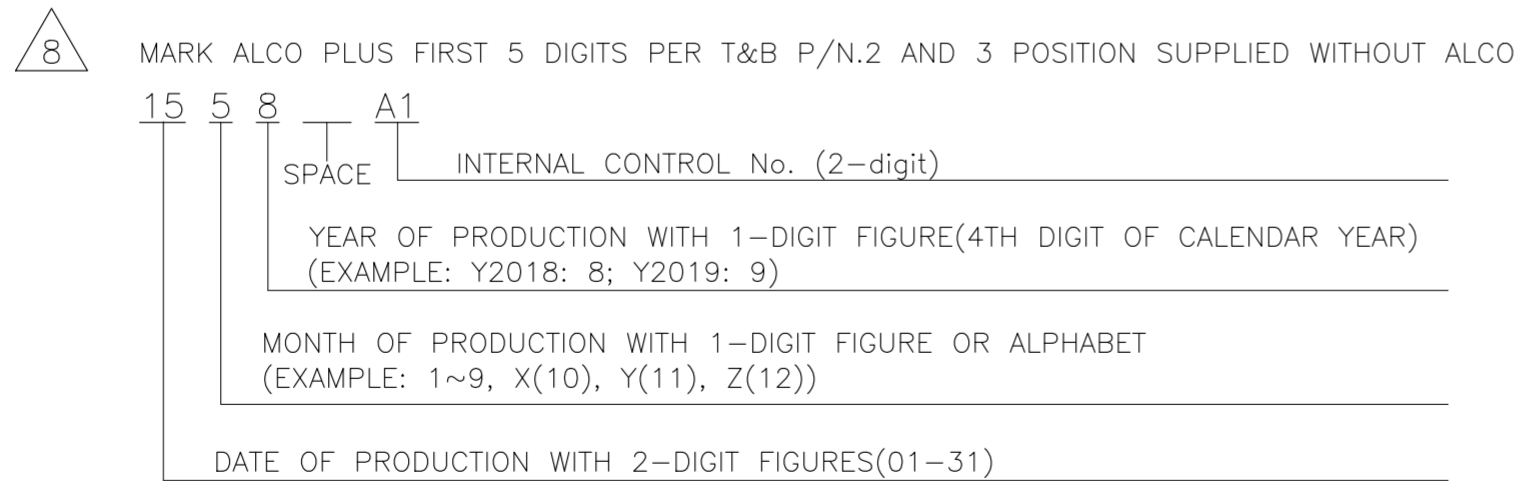 8 MARK ALCO PLUS FIRST 5 DIGITS PER T&B P/N.2 AND 3 POSITION SUPPLIED WITHOUT ALCO
15 5 8 A1
SPACE INTERNAL CONTROL No. (2-digit)
YEAR OF PRODUCTION WITH 1-DIGIT FIGURE(4TH DIGIT OF CALENDAR YEAR)
(EXAMPLE: Y2018: 8; Y2019: 9)
MONTH OF PRODUCTION WITH 1-DIGIT FIGURE OR ALPHABET
(EXAMPLE: 1~9, X(10), Y(11), Z(12))
DATE OF PRODUCTION WITH 2-DIGIT FIGURES(01-31)